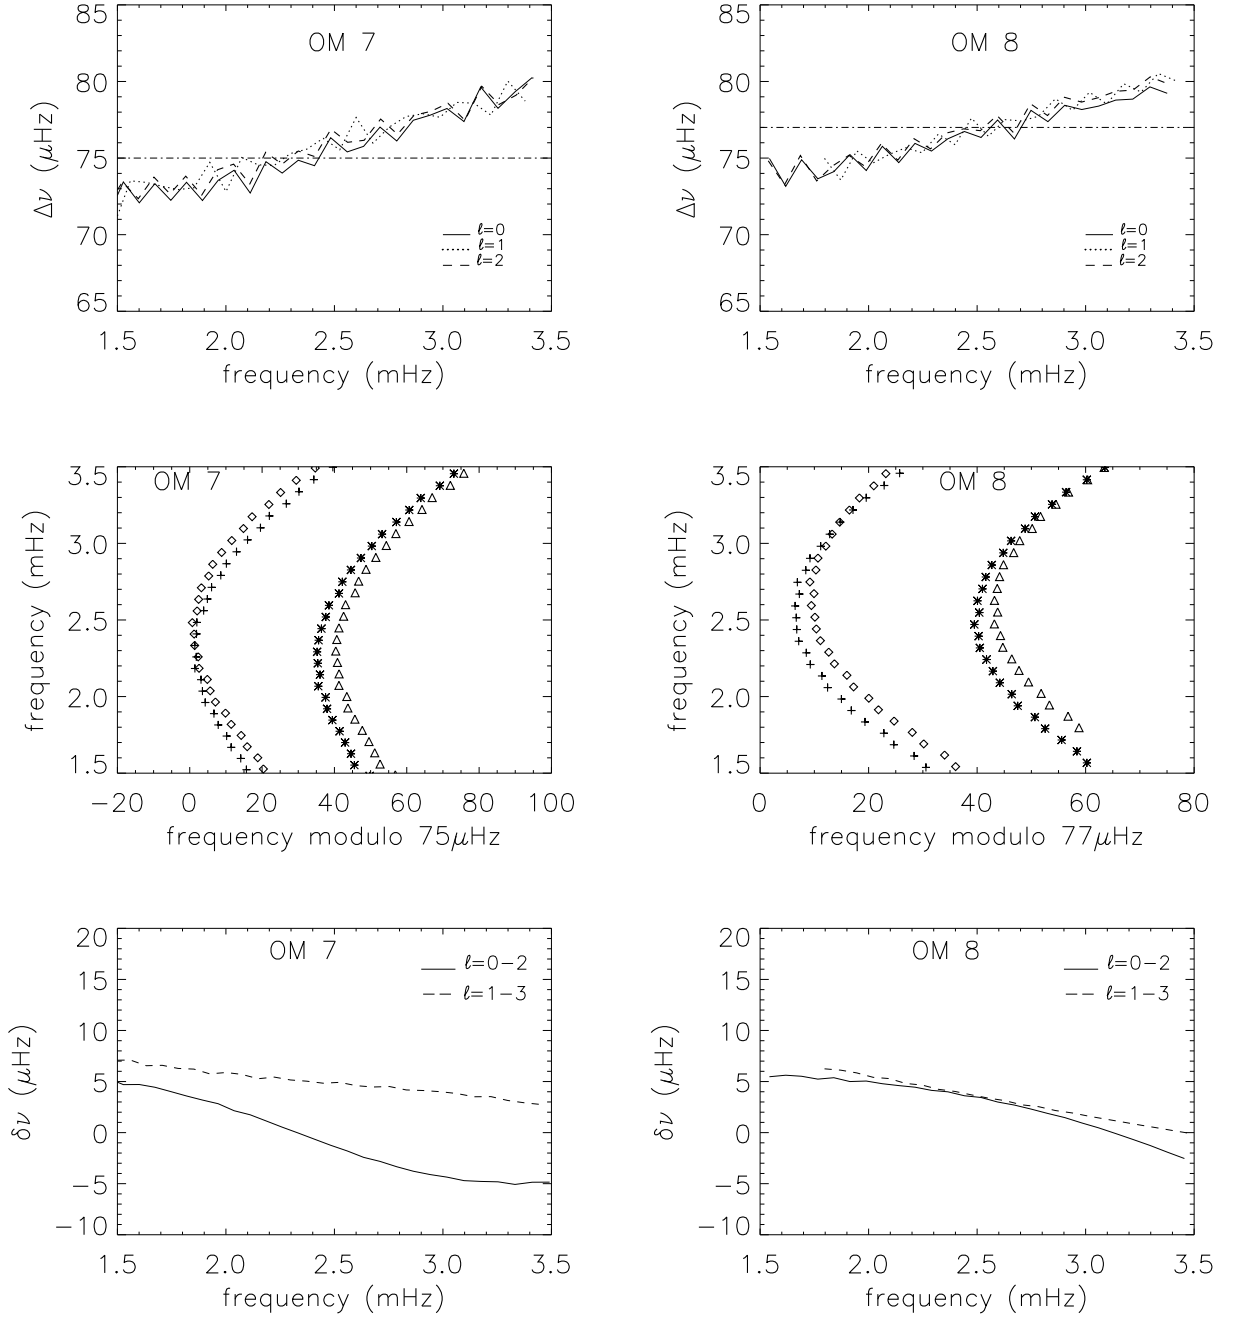 85 85
OM 7 OM 8
80 80
Δν (μHz) Δν (μHz)
75 75
70 70
ℓ=0 ℓ=0
ℓ=1 ℓ=1
ℓ=2 ℓ=2
65 65
1.5 2.0 2.5 3.0 3.5 1.5 2.0 2.5 3.0 3.5
frequency (mHz) frequency (mHz)
3.5 OM 7 3.5 OM 8
3.0 3.0
frequency (mHz) frequency (mHz)
2.5 2.5
2.0 2.0
1.5 1.5
−20 0 20 40 60 80 100 0 20 40 60 80
frequency modulo 75μHz frequency modulo 77μHz
20 OM 7 20 OM 8
ℓ=0−2 ℓ=0−2
15 15
ℓ=1−3 ℓ=1−3
10 10
δν (μHz) δν (μHz)
5 5
0 0
−5 −5
−10 −10
1.5 2.0 2.5 3.0 3.5 1.5 2.0 2.5 3.0 3.5
frequency (mHz) frequency (mHz)